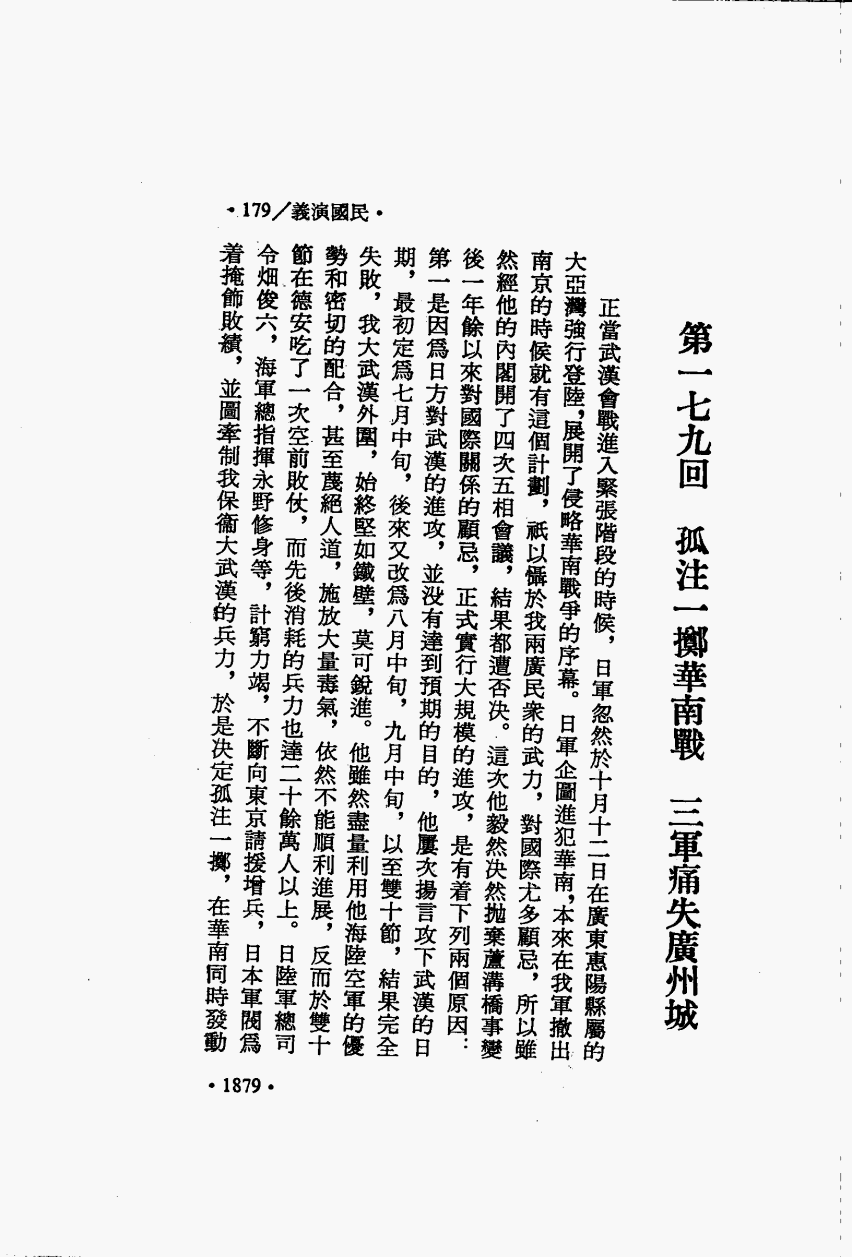 •179/義演國民•
第一七九回　孤注一擲華南戰　三軍痛失廣州城
正當武漢會戰進入緊張階段的時候，日軍忽然於十月十二日在廣東惠陽縣屬的
大亞灣強行登陸，展開了侵略華南戰爭的序幕。日軍企圖進犯華南，本來在我軍撤出
南京的時候就有這個計劃，祇以懾於我兩廣民衆的武力，對國際尤多顧忌，所以雖
然經他的內閣開了四次五相會議，結果都遭否決。這次他毅然决然拋棄蘆溝橋事變
後一年餘以來對國際關係的顧忌，正式實行大規模的進攻，是有着下列兩個原因：
第一是因爲日方對武漢的進攻，並没有達到預期的目的，他屢次揚言攻下武漢的日
期，最初定爲七月中旬，後來又改爲八月中旬，九月中旬，以至雙十節，結果完全
失敗，我大武漢外圍，始終堅如鐵壁，莫可銳進。他雖然盡量利用他海陸空軍的優
勢和密切的配合，甚至蔑絕人道，施放大量毒氣，依然不能順利進展，反而於雙十
節在德安吃了一次空前敗仗，而先後消耗的兵力也達二十餘萬人以上。日陸軍總司
令畑俊六，海軍總指揮永野修身等，計窮力竭，不斷向東京請援增兵，日本軍閥爲
着掩飾敗績，並圖牽制我保衞大武漢的兵力，於是决定孤注一擲，在華南同時發動
•1879•